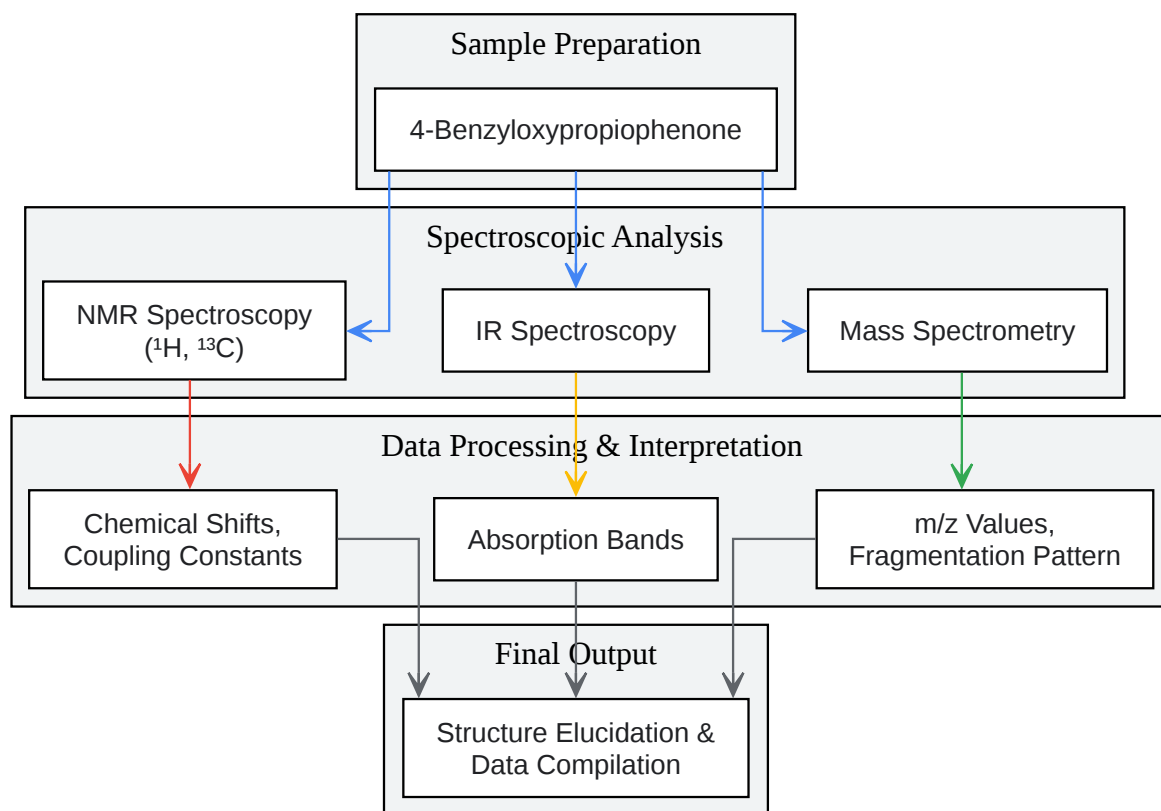 Sample Preparation
4-Benzyloxypropiophenone
Spectroscopic Analysis
NMR Spectroscopy
(¹H, ¹³C)
IR Spectroscopy
Mass Spectrometry
Data Processing & Interpretation
Chemical Shifts,
Coupling Constants
Absorption Bands
m/z Values,
Fragmentation Pattern
Final Output
Structure Elucidation &
Data Compilation